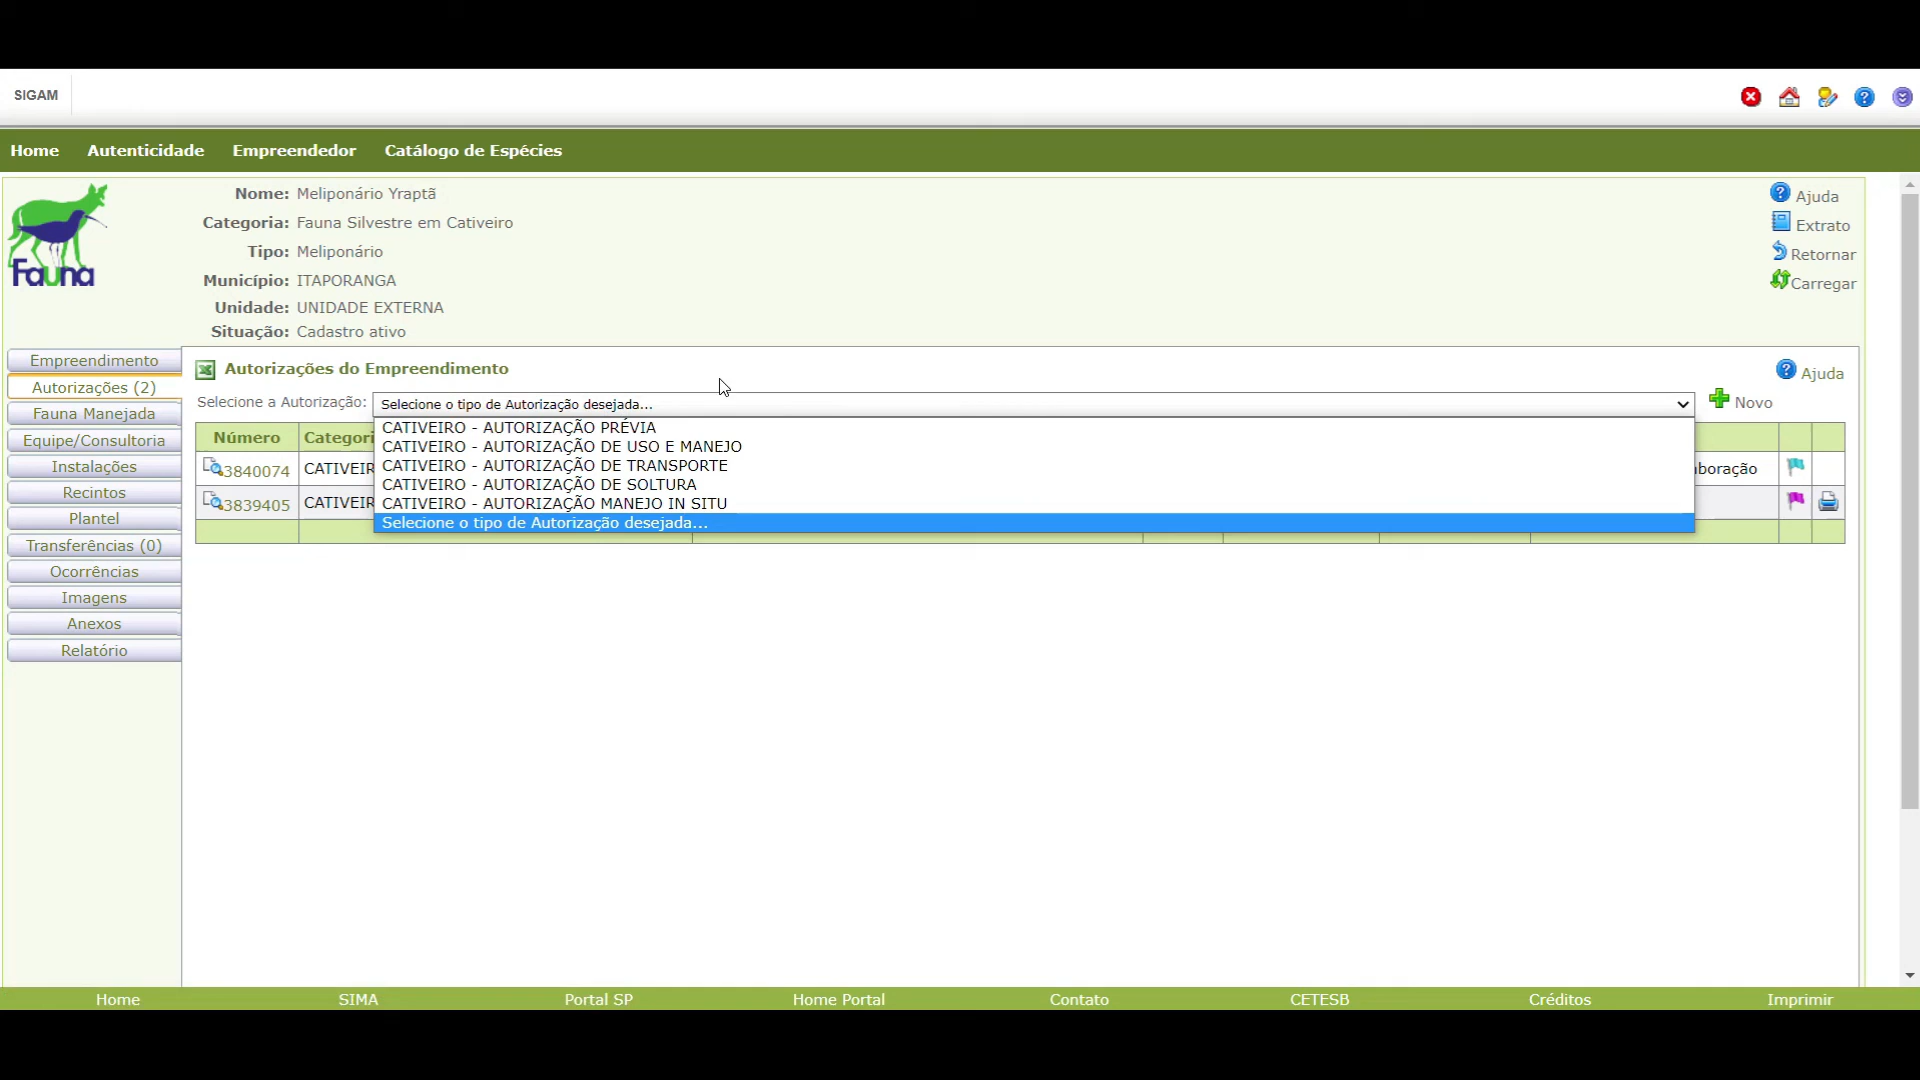 SIGAM
Home Autenticidade Empreendedor Catálogo de Espécies
Fauna
Nome: Meliponário Yraptã
Categoria: Fauna Silvestre em Cativeiro
Tipo: Meliponário
Município: ITAPORANGA
Unidade: UNIDADE EXTERNA
Situação: Cadastro ativo
Ajuda
Extrato
Retornar
Carregar
Empreendimento
Autorizações (2)
Fauna Manejada
Equipe/Consultoria
Instalações
Recintos
Plantel
Transferências (0)
Ocorrências
Imagens
Anexos
Relatório
Autorizações do Empreendimento
Ajuda
Selecione a Autorização: Selecione o tipo de Autorização desejada... Novo
CATIVEIRO - AUTORIZAÇÃO PRÉVIA
CATIVEIRO - AUTORIZAÇÃO DE USO E MANEJO
CATIVEIRO - AUTORIZAÇÃO DE TRANSPORTE
CATIVEIRO - AUTORIZAÇÃO DE SOLTURA
CATIVEIRO - AUTORIZAÇÃO MANEJO IN SITU
Selecione o tipo de Autorização desejada...
Número Categori
3840074 CATIVEIR boração
3839405 CATIVEIR
Home SIMA Portal SP Home Portal Contato CETESB Créditos Imprimir